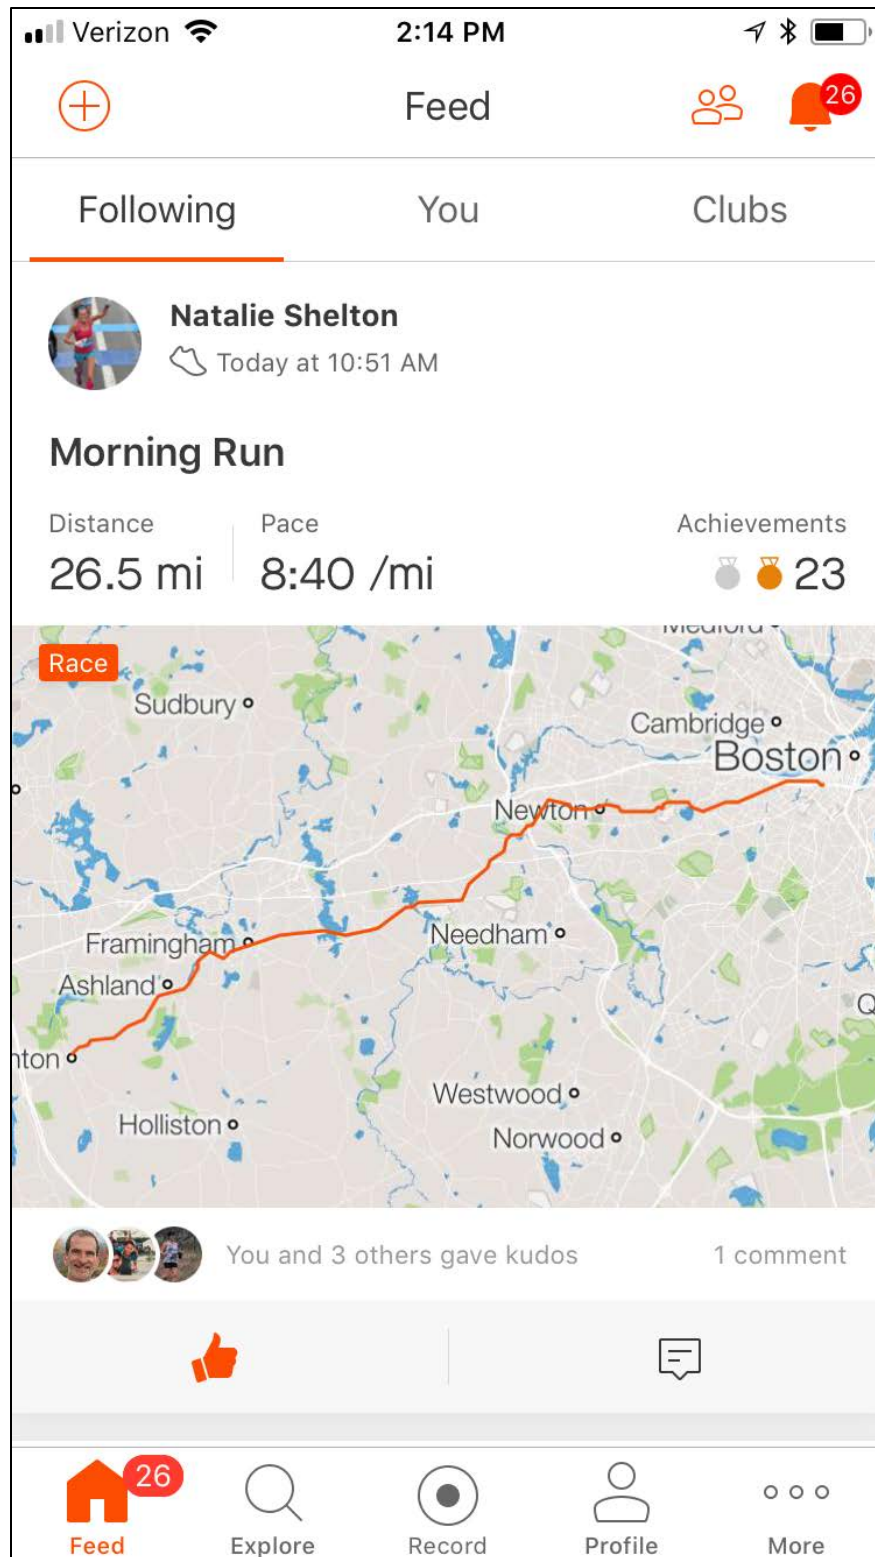 Verizon 2:14 PM
Feed 26
Following You Clubs
Natalie Shelton
Today at 10:51 AM
Morning Run
Distance Pace Achievements
26.5 mi 8:40 /mi 23
Race
Sudbury
Cambridge
Boston
Newton
Framingham
Needham
Ashland
nton
Westwood
Holliston
Norwood
You and 3 others gave kudos 1 comment
26
Feed Explore Record Profile More